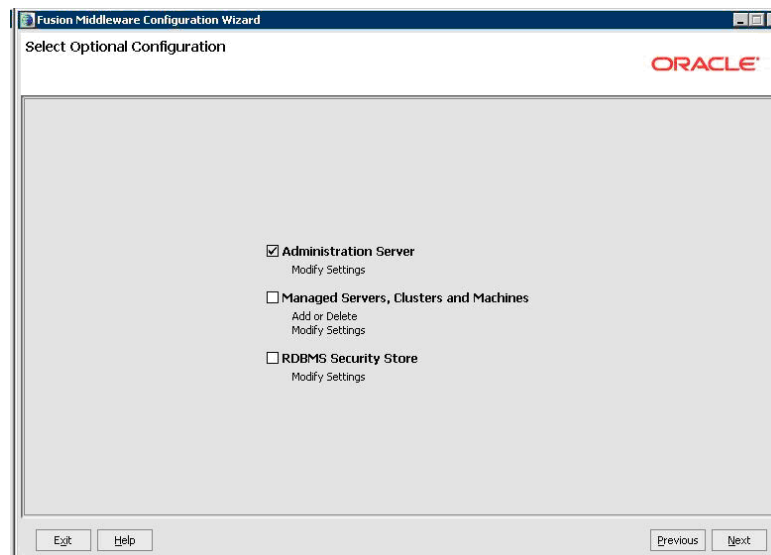 Fusion Middleware Configuration Wizard
Select Optional Configuration
ORACLE
Administration Server
Modify Settings
Managed Servers, Clusters and Machines
Add or Delete
Modify Settings
RDBMS Security Store
Modify Settings
Exit Help Previous Next